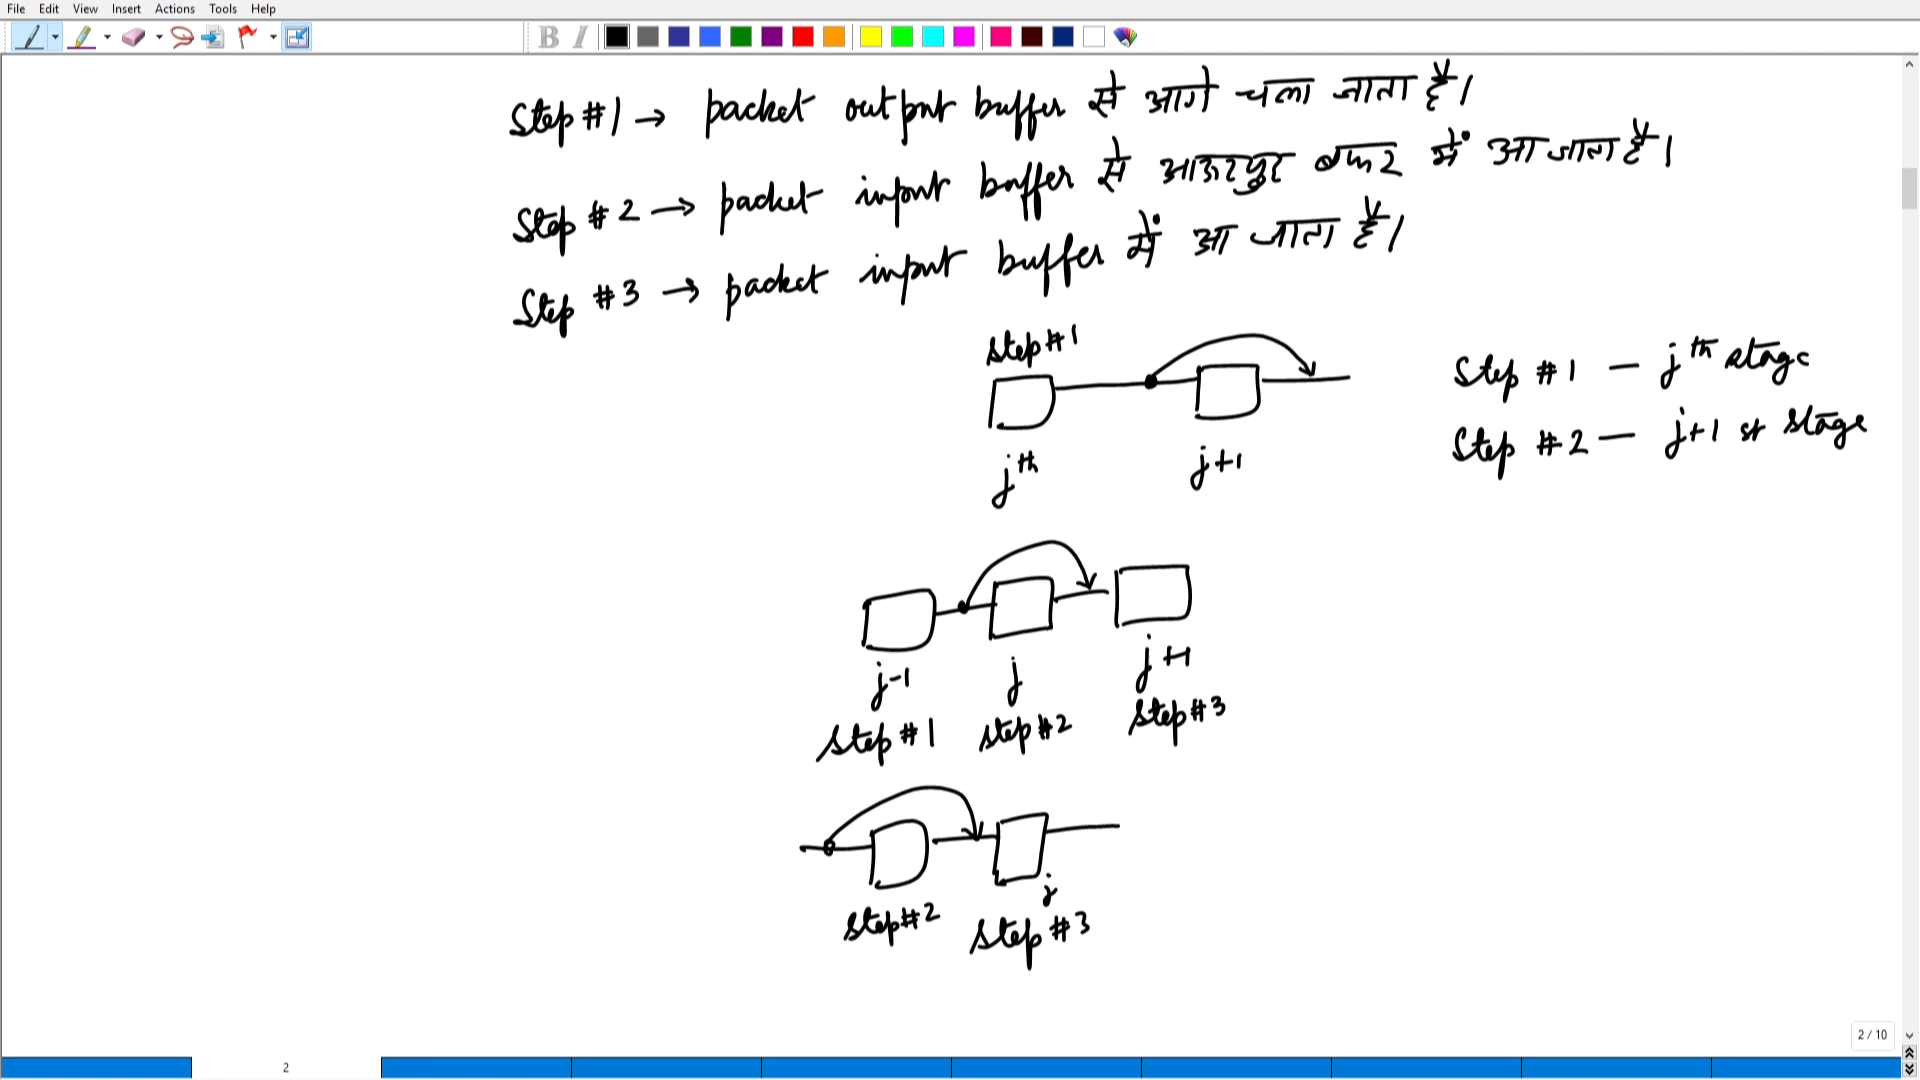 File Edit View Insert Actions Tools Help
B I
Step #1 → packet output buffer से आगे चला जाता है।
Step #2 → packet input buffer से आऊटपुट बफर में आ जाता है।
Step #3 → packet input buffer में आ जाता है।
Step #1
jth j+1
Step #1 – jth stage
Step #2 – j+1 st stage
j-1 j j+1
Step #1 Step #2 Step #3
j
Step #2 Step #3
2 / 10
2